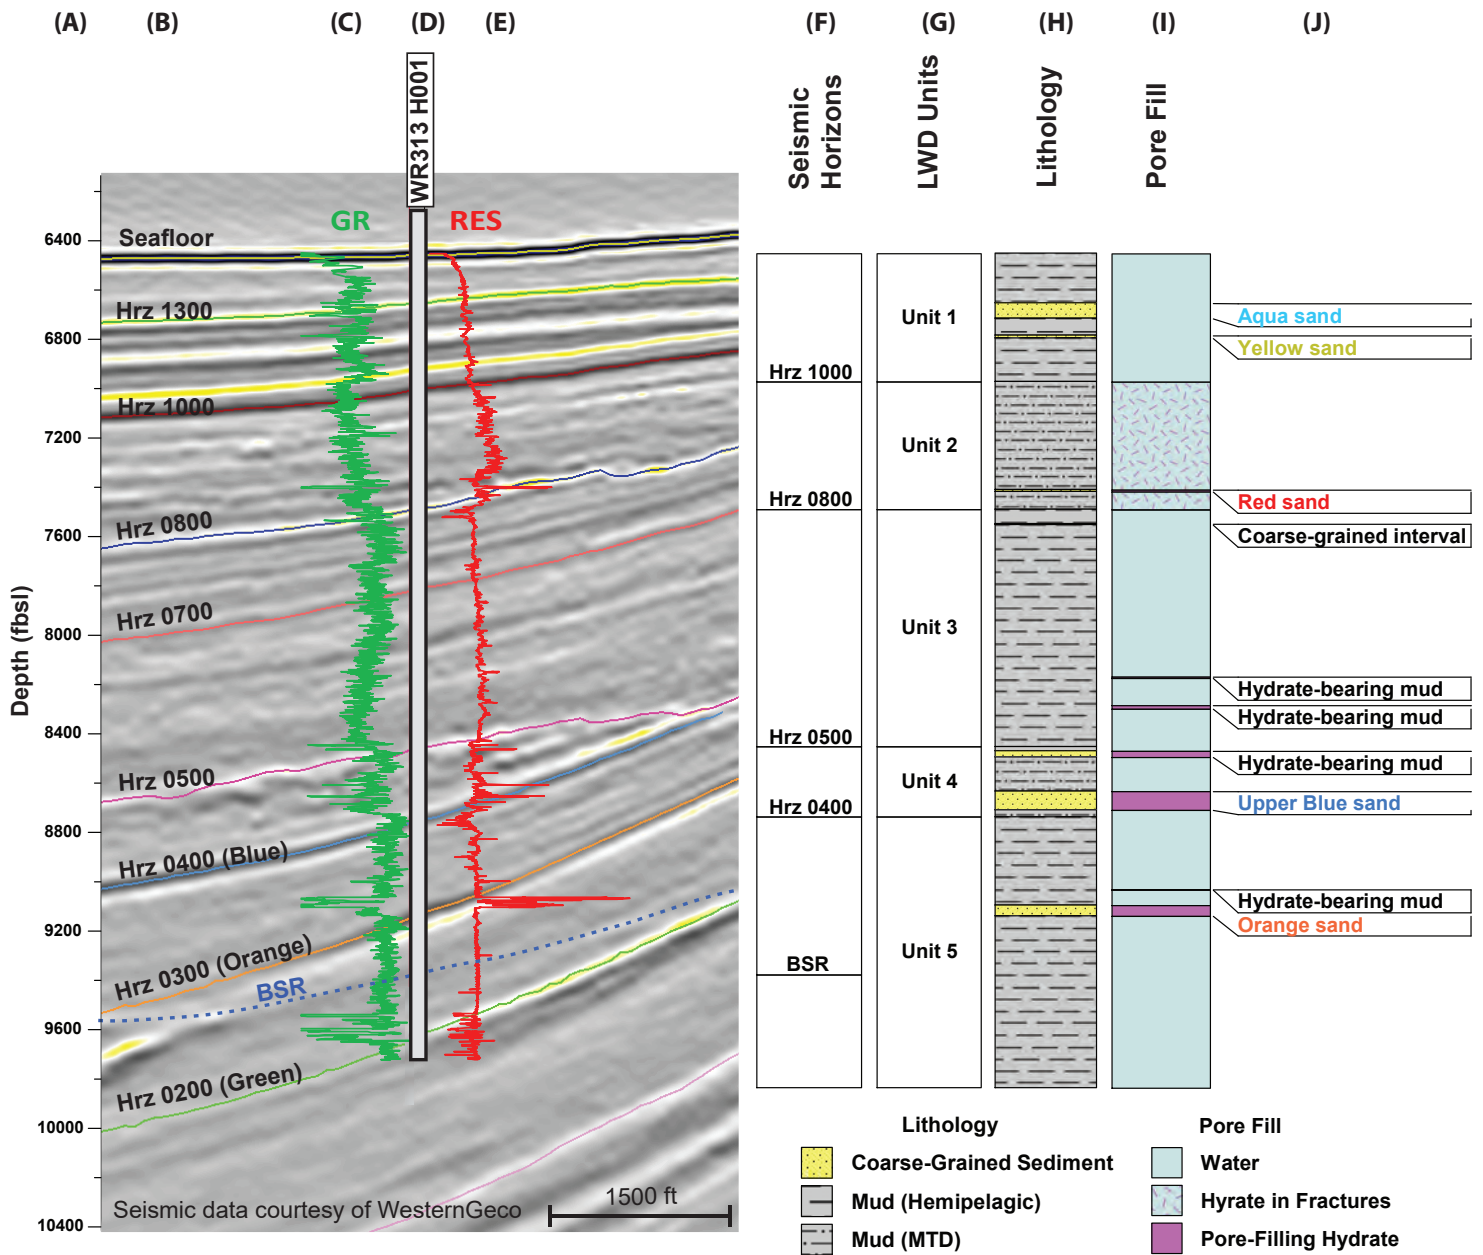 (A) (B) (C) (D) (E) (F) (G) (H) (I) (J)
WR313 H001
Seismic
Horizons
LWD Units
Lithology
Pore Fill
GR
RES
Depth (fbsl)
6400
6800
7200
7600
8000
8400
8800
9200
9600
10000
10400
Seafloor
Hrz 1300
Hrz 1000
Hrz 0800
Hrz 0700
Hrz 0500
Hrz 0400 (Blue)
Hrz 0300 (Orange)
BSR
Hrz 0200 (Green)
Seismic data courtesy of WesternGeco
1500 ft
Hrz 1000
Hrz 0800
Hrz 0500
Hrz 0400
BSR
Unit 1
Unit 2
Unit 3
Unit 4
Unit 5
Aqua sand
Yellow sand
Red sand
Coarse-grained interval
Hydrate-bearing mud
Hydrate-bearing mud
Hydrate-bearing mud
Upper Blue sand
Hydrate-bearing mud
Orange sand
Lithology
Coarse-Grained Sediment
Mud (Hemipelagic)
Mud (MTD)
Pore Fill
Water
Hyrate in Fractures
Pore-Filling Hydrate